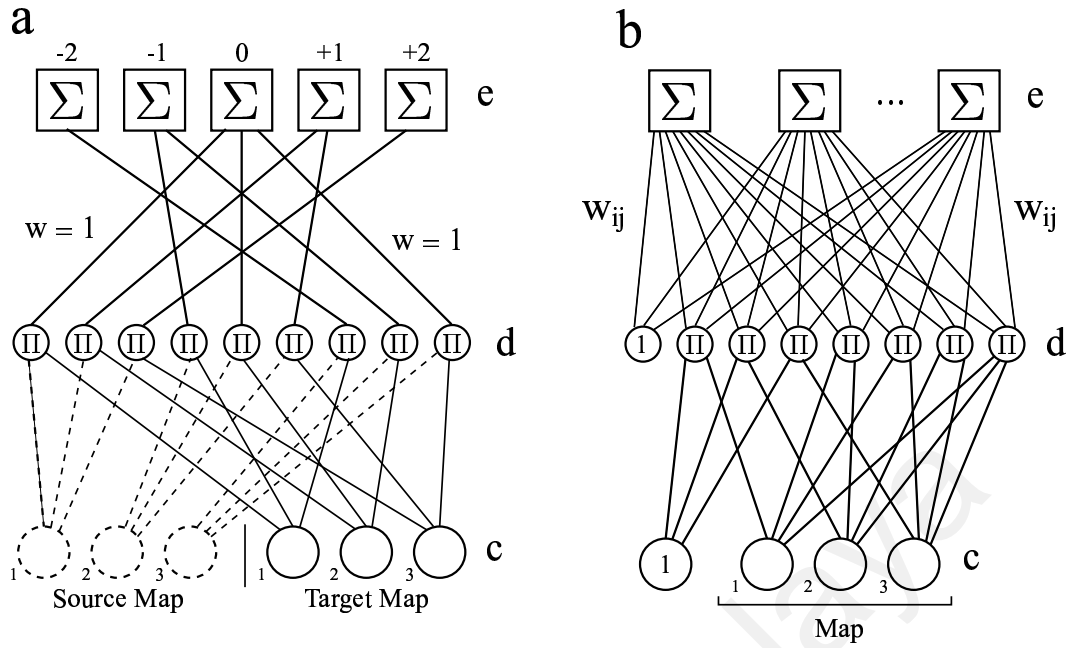 a
-2 -1 0 +1 +2
Σ Σ Σ Σ Σ e
w = 1 w = 1
Π Π Π Π Π Π Π Π Π d
1 2 3 1 2 3 c
Source Map Target Map
b
Σ Σ ... Σ e
wij wij
1 Π Π Π Π Π Π Π d
1 1 2 3 c
Map
laya